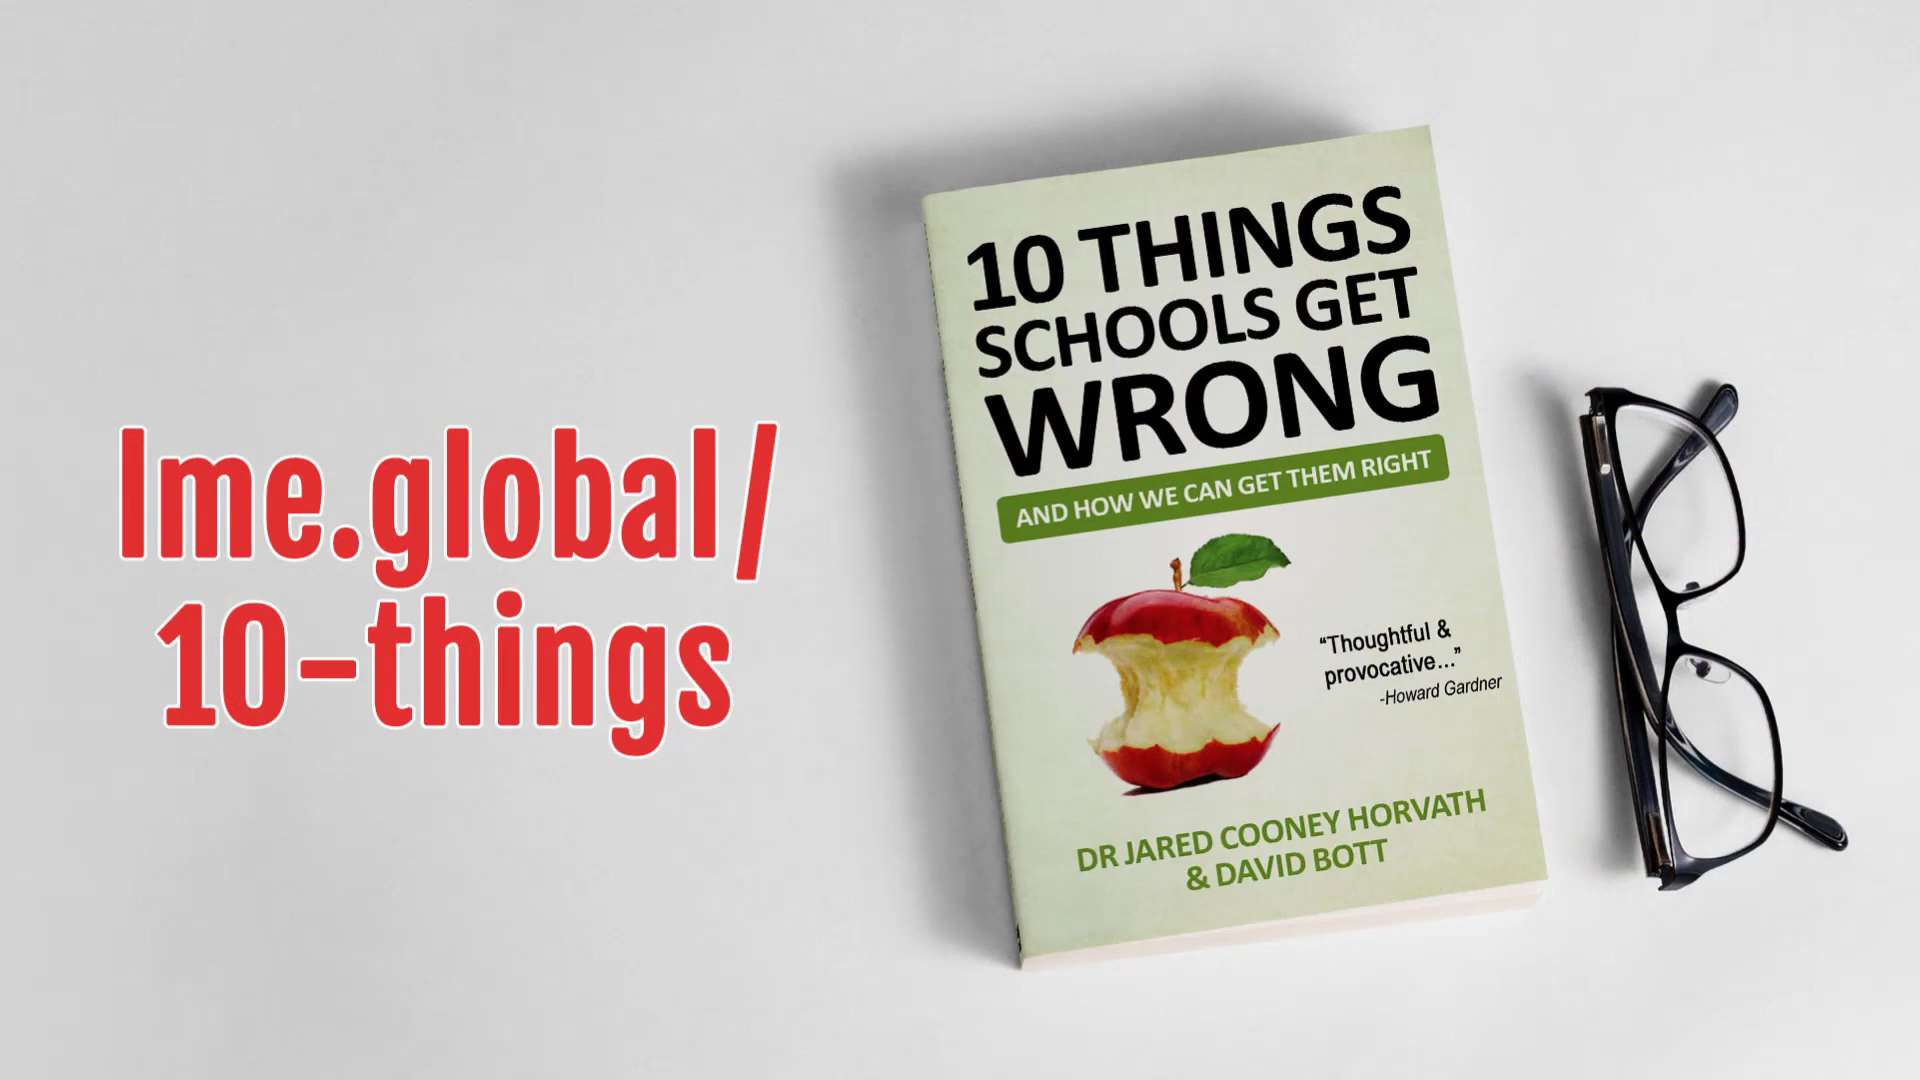 lme.global/
10-things
10 THINGS
SCHOOLS GET
WRONG
AND HOW WE CAN GET THEM RIGHT
“Thoughtful &
provocative...”
-Howard Gardner
DR JARED COONEY HORVATH
& DAVID BOTT